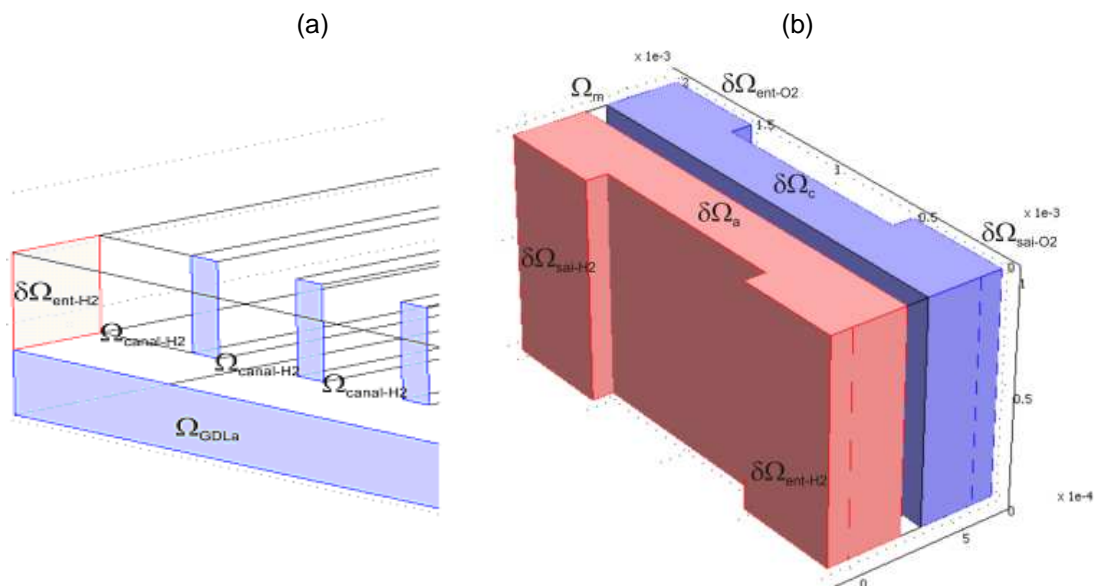 (a)
(b)
δΩent-H2
Ωcanal-H2
Ωcanal-H2
Ωcanal-H2
ΩGDLa
x 1e-3
Ωm
δΩent-O2
2
1.5
1
δΩc
0.5
x 1e-3
δΩa
δΩsai-O2
0
1
δΩsai-H2
0.5
δΩent-H2
x 1e-4
0
5
0